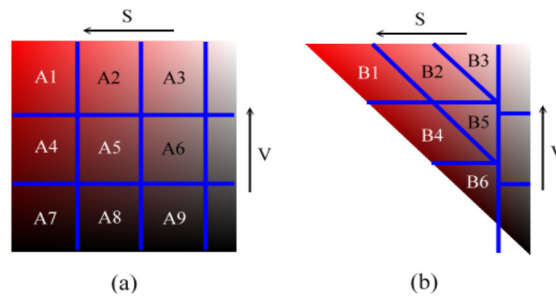 S
A1 A2 A3
A4 A5 A6
A7 A8 A9
V
(a)
S
B1 B2 B3
B4 B5
B6
V
(b)